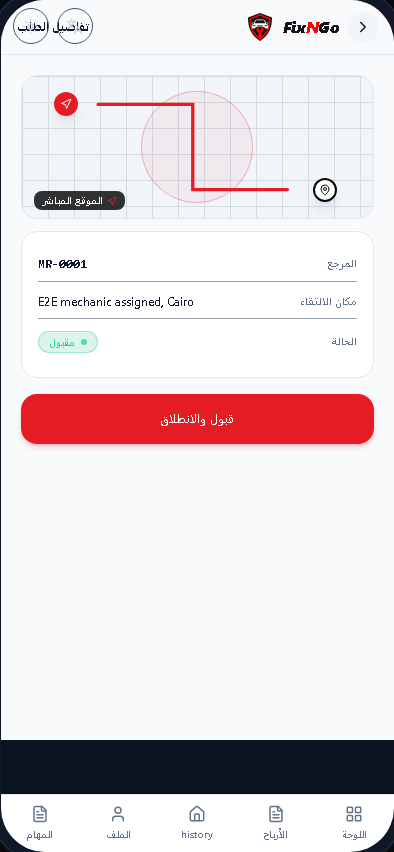 FixNGo
تفاصيل الطلب
الموقع المباشر
المرجع MR-0001
مكان الالتقاء E2E mechanic assigned, Cairo
الحالة مقبول
قبول والانطلاق
اللوحة الأرباح history الملف المهام